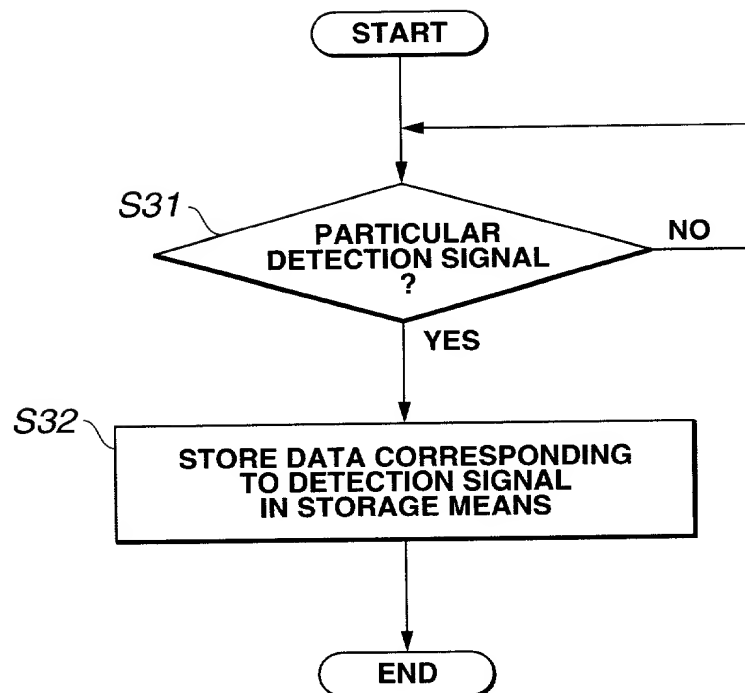 START
S31
PARTICULAR
DETECTION SIGNAL
?
NO
YES
S32
STORE DATA CORRESPONDING
TO DETECTION SIGNAL
IN STORAGE MEANS
END